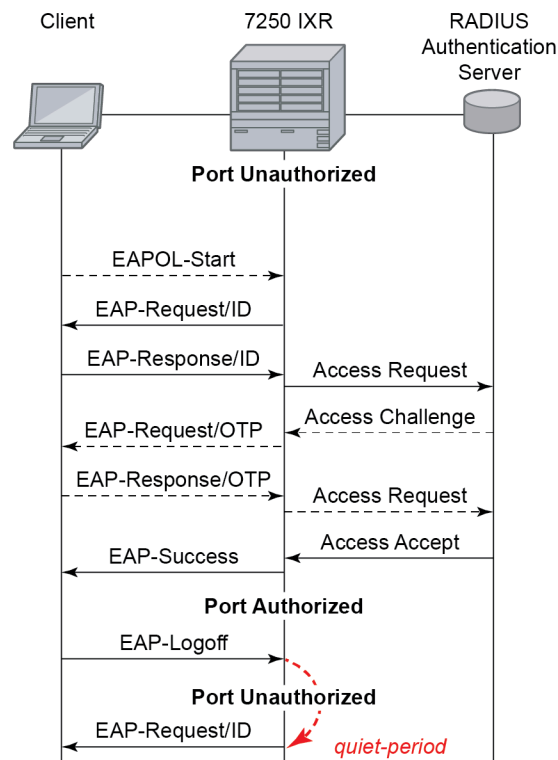 Client
7250 IXR
RADIUS
Authentication
Server
Port Unauthorized
EAPOL-Start
EAP-Request/ID
EAP-Response/ID
Access Request
Access Challenge
EAP-Request/OTP
EAP-Response/OTP
Access Request
Access Accept
EAP-Success
Port Authorized
EAP-Logoff
Port Unauthorized
EAP-Request/ID
quiet-period